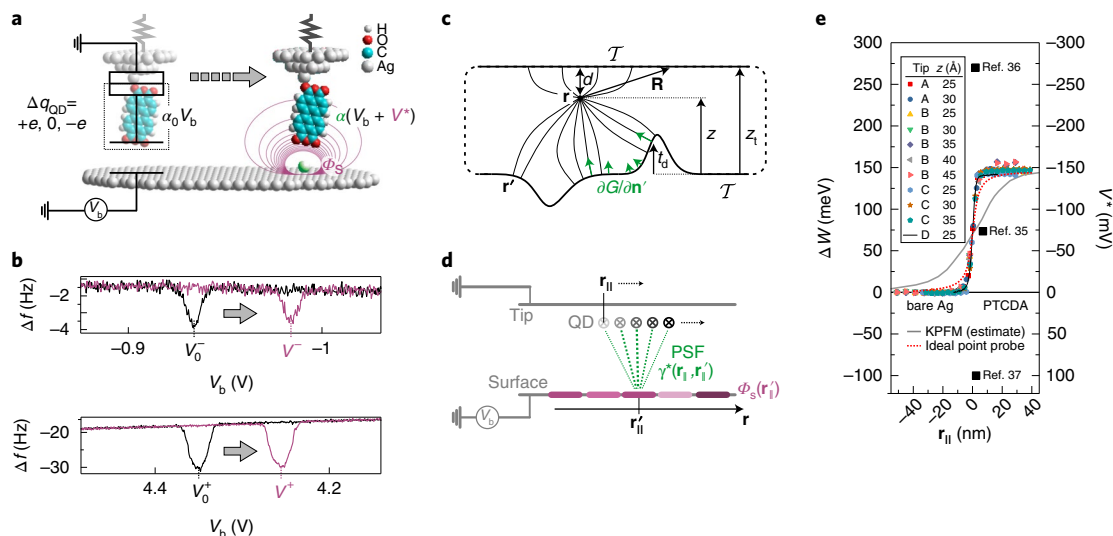 a
H
O
C
Ag
Δq_QD =
+e, 0, −e
α₀V_b
α(V_b + V*)
Φ_S
V_b
b
Δf (Hz)
−2
−4
−0.9
V₀⁻
V⁻
−1
V_b (V)
Δf (Hz)
−20
−30
4.4
V₀⁺
V⁺
4.2
V_b (V)
c
𝒯
d
r
R
z
z_t
t_d
r′
∂G/∂n′
𝒯
d
r_||
Tip
QD
PSF
γ*(r_||, r_||′)
Surface
Φ_s(r_||′)
V_b
r_||′
r
e
Tip z (Å)
A 25
A 30
B 25
B 30
B 35
B 40
B 45
C 25
C 30
C 35
D 25
Ref. 36
Ref. 35
Ref. 37
300
250
200
150
100
50
0
−50
−100
ΔW (meV)
−300
−250
−200
−150
−100
−50
0
50
100
V* (mV)
bare Ag
PTCDA
KPFM (estimate)
Ideal point probe
−40
−20
0
20
40
r_|| (nm)